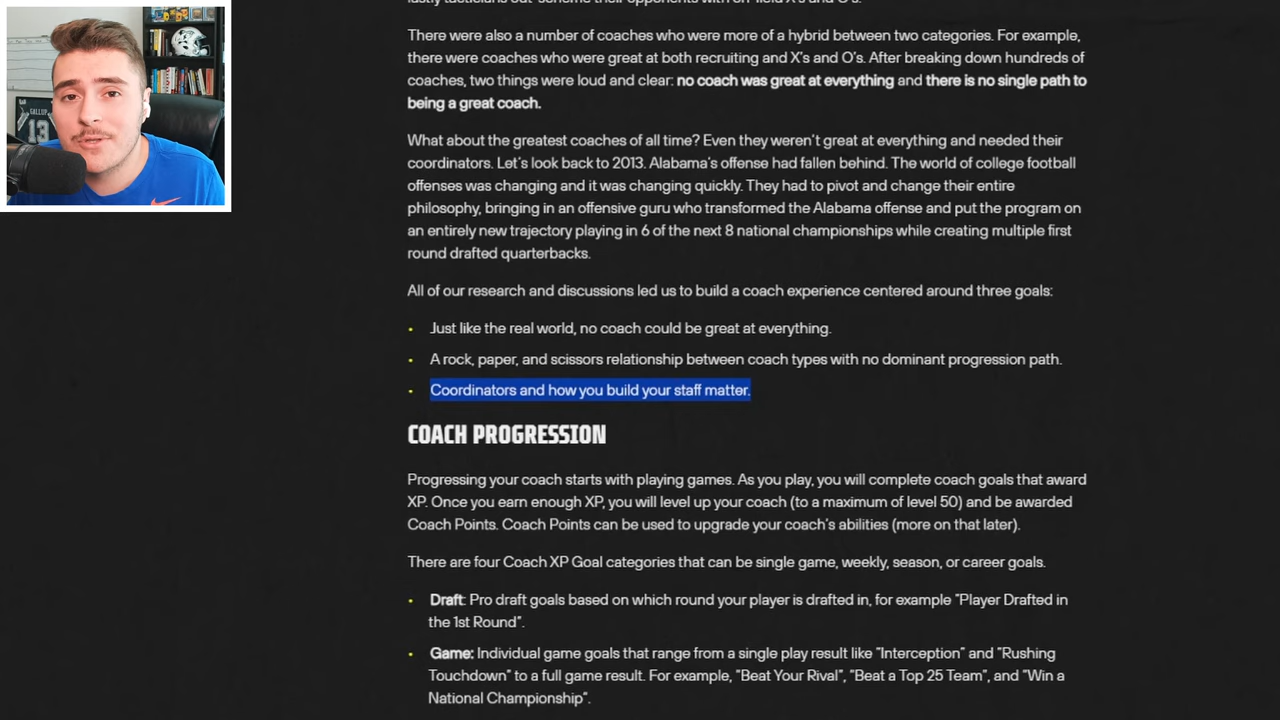 lastly tacticians out-scheme their opponents with on-field X's and O's.
There were also a number of coaches who were more of a hybrid between two categories. For example,
there were coaches who were great at both recruiting and X's and O's. After breaking down hundreds of
coaches, two things were loud and clear: no coach was great at everything and there is no single path to
being a great coach.
What about the greatest coaches of all time? Even they weren't great at everything and needed their
coordinators. Let's look back to 2013. Alabama's offense had fallen behind. The world of college football
offenses was changing and it was changing quickly. They had to pivot and change their entire
philosophy, bringing in an offensive guru who transformed the Alabama offense and put the program on
an entirely new trajectory playing in 6 of the next 8 national championships while creating multiple first
round drafted quarterbacks.
All of our research and discussions led us to build a coach experience centered around three goals:
• Just like the real world, no coach could be great at everything.
• A rock, paper, and scissors relationship between coach types with no dominant progression path.
• Coordinators and how you build your staff matter.
COACH PROGRESSION
Progressing your coach starts with playing games. As you play, you will complete coach goals that award
XP. Once you earn enough XP, you will level up your coach (to a maximum of level 50) and be awarded
Coach Points. Coach Points can be used to upgrade your coach's abilities (more on that later).
There are four Coach XP Goal categories that can be single game, weekly, season, or career goals.
• Draft: Pro draft goals based on which round your player is drafted in, for example "Player Drafted in
the 1st Round".
• Game: Individual game goals that range from a single play result like "Interception" and "Rushing
Touchdown" to a full game result. For example, "Beat Your Rival", "Beat a Top 25 Team", and "Win a
National Championship".
GALLUP
13